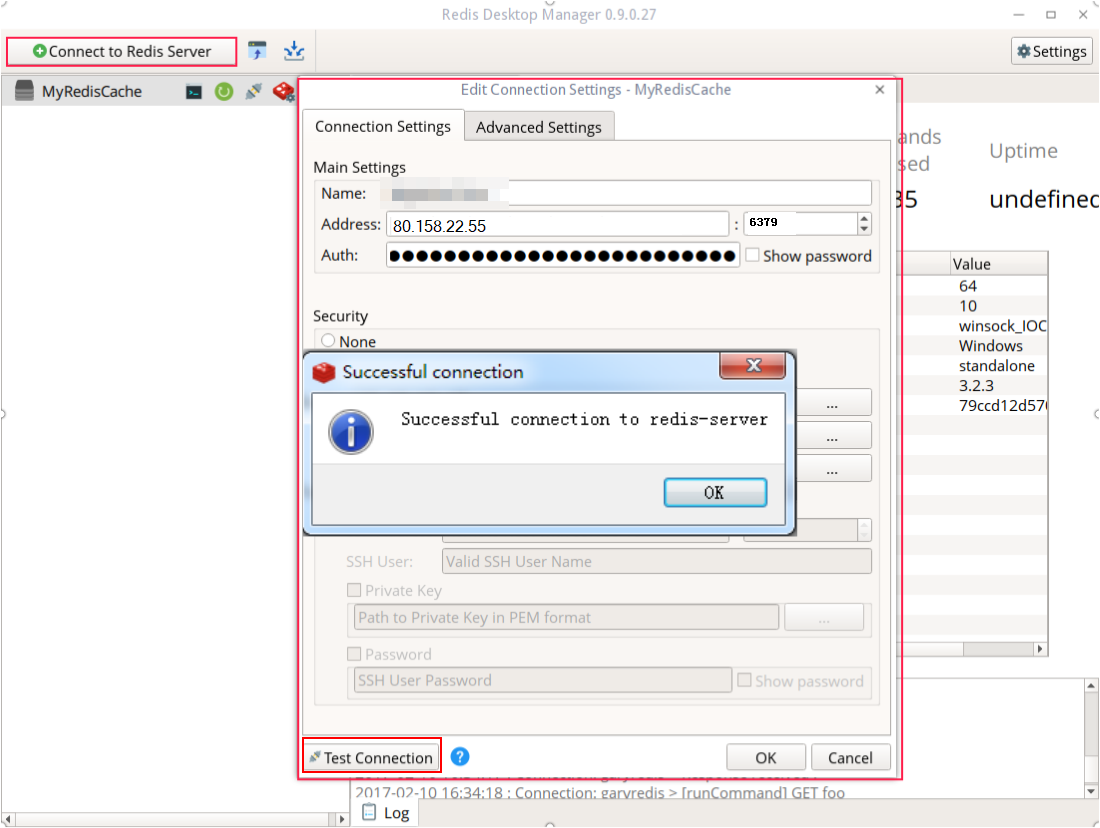 Redis Desktop Manager 0.9.0.27
Connect to Redis Server
Settings
MyRedisCache
Edit Connection Settings - MyRedisCache
Connection Settings
Advanced Settings
Main Settings
Name:
Address: 80.158.22.55 : 6379
Auth: ●●●●●●●●●●●●●●●●●●●●●●●●● Show password
Security
None
Successful connection
Successful connection to redis-server
OK
SSH User: Valid SSH User Name
Private Key
Path to Private Key in PEM format
...
Password
SSH User Password
Show password
Test Connection
?
OK
Cancel
ands
sed
Uptime
35
undefined
Value
64
10
winsock_IOC
Windows
standalone
3.2.3
79ccd12d57
...
...
...
2017-02-10 16:34:18 : Connection: garyredis > [runCommand] GET foo
Log